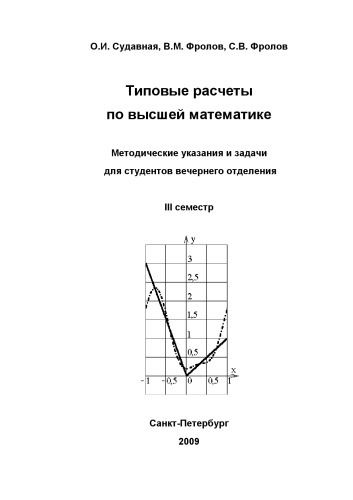 О.И. Судавная, В.М. Фролов, С.В. Фролов
Типовые расчеты
по высшей математике
Методические указания и задачи
для студентов вечернего отделения
III семестр
y
3
2,5
2
1,5
1
0,5
x
-1 -0,5 0 0,5 1
Санкт-Петербург
2009